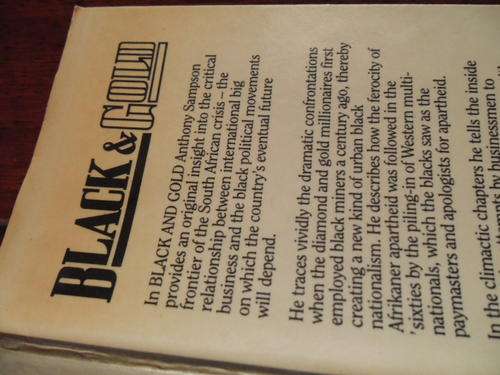 BLACK & GOLD
In BLACK AND GOLD Anthony Sampson
provides an original insight into the critical
frontier of the South African crisis – the
relationship between international big
business and the black political movements
on which the country's eventual future
will depend.
He traces vividly the dramatic confrontations
when the diamond and gold millionaires first
employed black miners a century ago, thereby
creating a new kind of urban black
nationalism. He describes how the ferocity of
Afrikaner apartheid was followed in the
'sixties by the piling-in of Western multi-
nationals, which the blacks saw as the
paymasters and apologists for apartheid.
In the climactic chapters he tells the inside
businessmen to